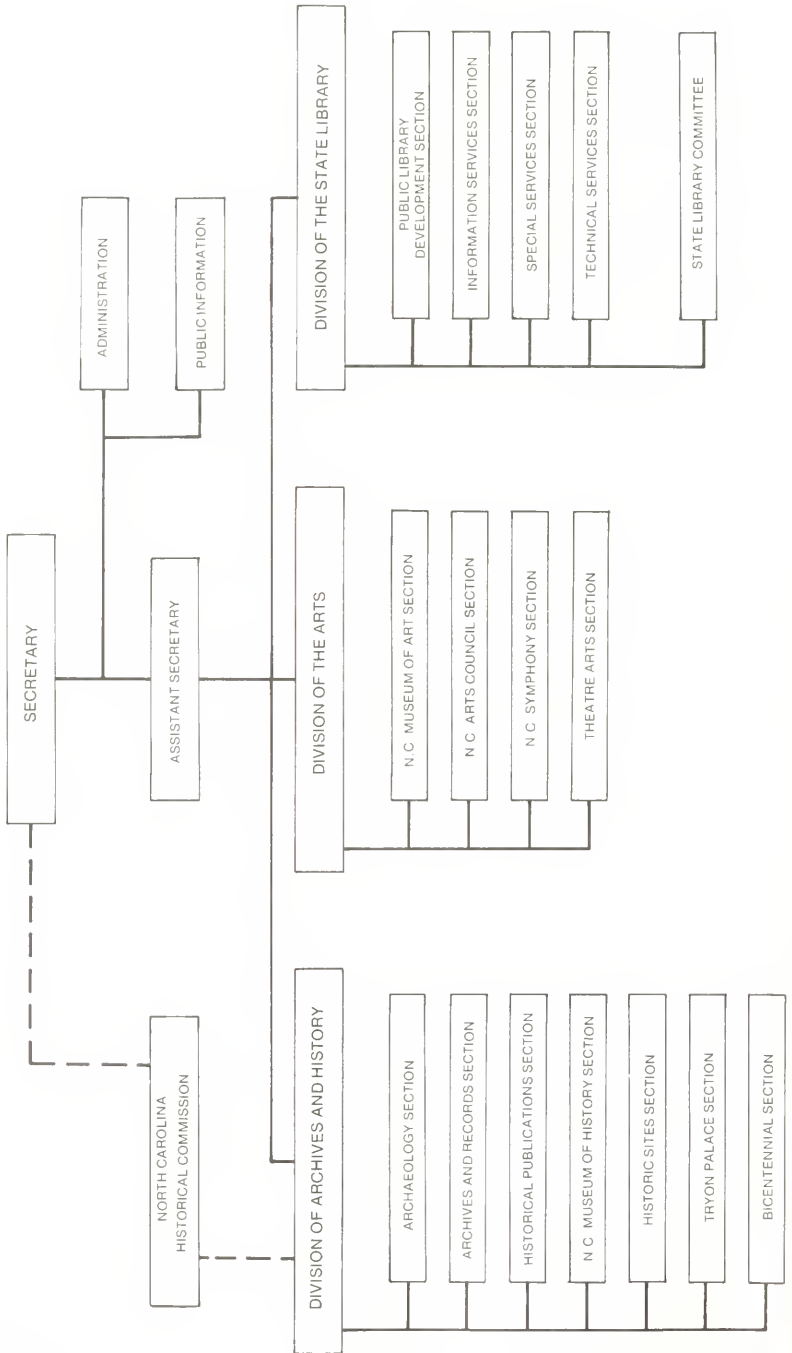 SECRETARY
NORTH CAROLINA
HISTORICAL COMMISSION
ASSISTANT SECRETARY
ADMINISTRATION
PUBLIC INFORMATION
DIVISION OF ARCHIVES AND HISTORY
ARCHAEOLOGY SECTION
ARCHIVES AND RECORDS SECTION
HISTORICAL PUBLICATIONS SECTION
N C MUSEUM OF HISTORY SECTION
HISTORIC SITES SECTION
TRYON PALACE SECTION
BICENTENNIAL SECTION
DIVISION OF THE ARTS
N.C. MUSEUM OF ART SECTION
N C ARTS COUNCIL SECTION
N C SYMPHONY SECTION
THEATRE ARTS SECTION
DIVISION OF THE STATE LIBRARY
PUBLIC LIBRARY
DEVELOPMENT SECTION
INFORMATION SERVICES SECTION
SPECIAL SERVICES SECTION
TECHNICAL SERVICES SECTION
STATE LIBRARY COMMITTEE